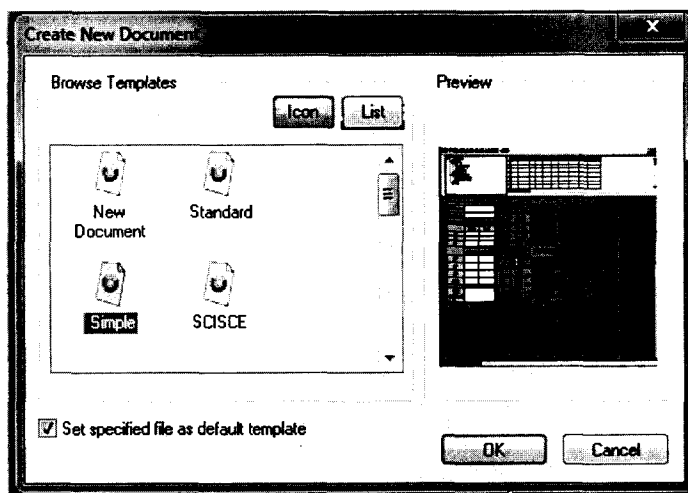 Create New Document
Browse Templates
Preview
Icon
List
New
Document
Standard
Simple
SCISCE
Set specified file as default template
OK
Cancel